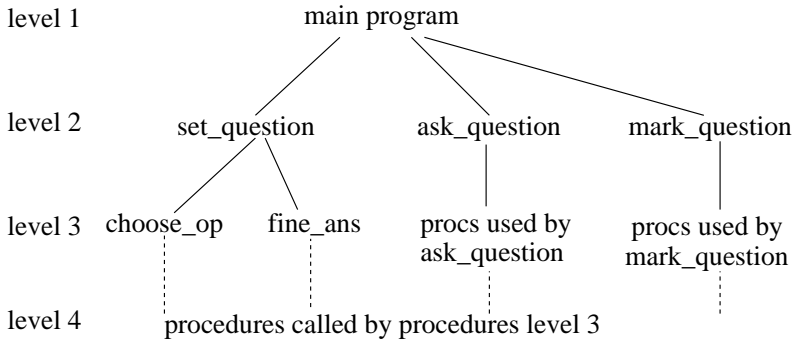 level 1 main program
level 2 set_question ask_question mark_question
level 3 choose_op fine_ans procs used by procs used by
ask_question mark_question
level 4 procedures called by procedures level 3